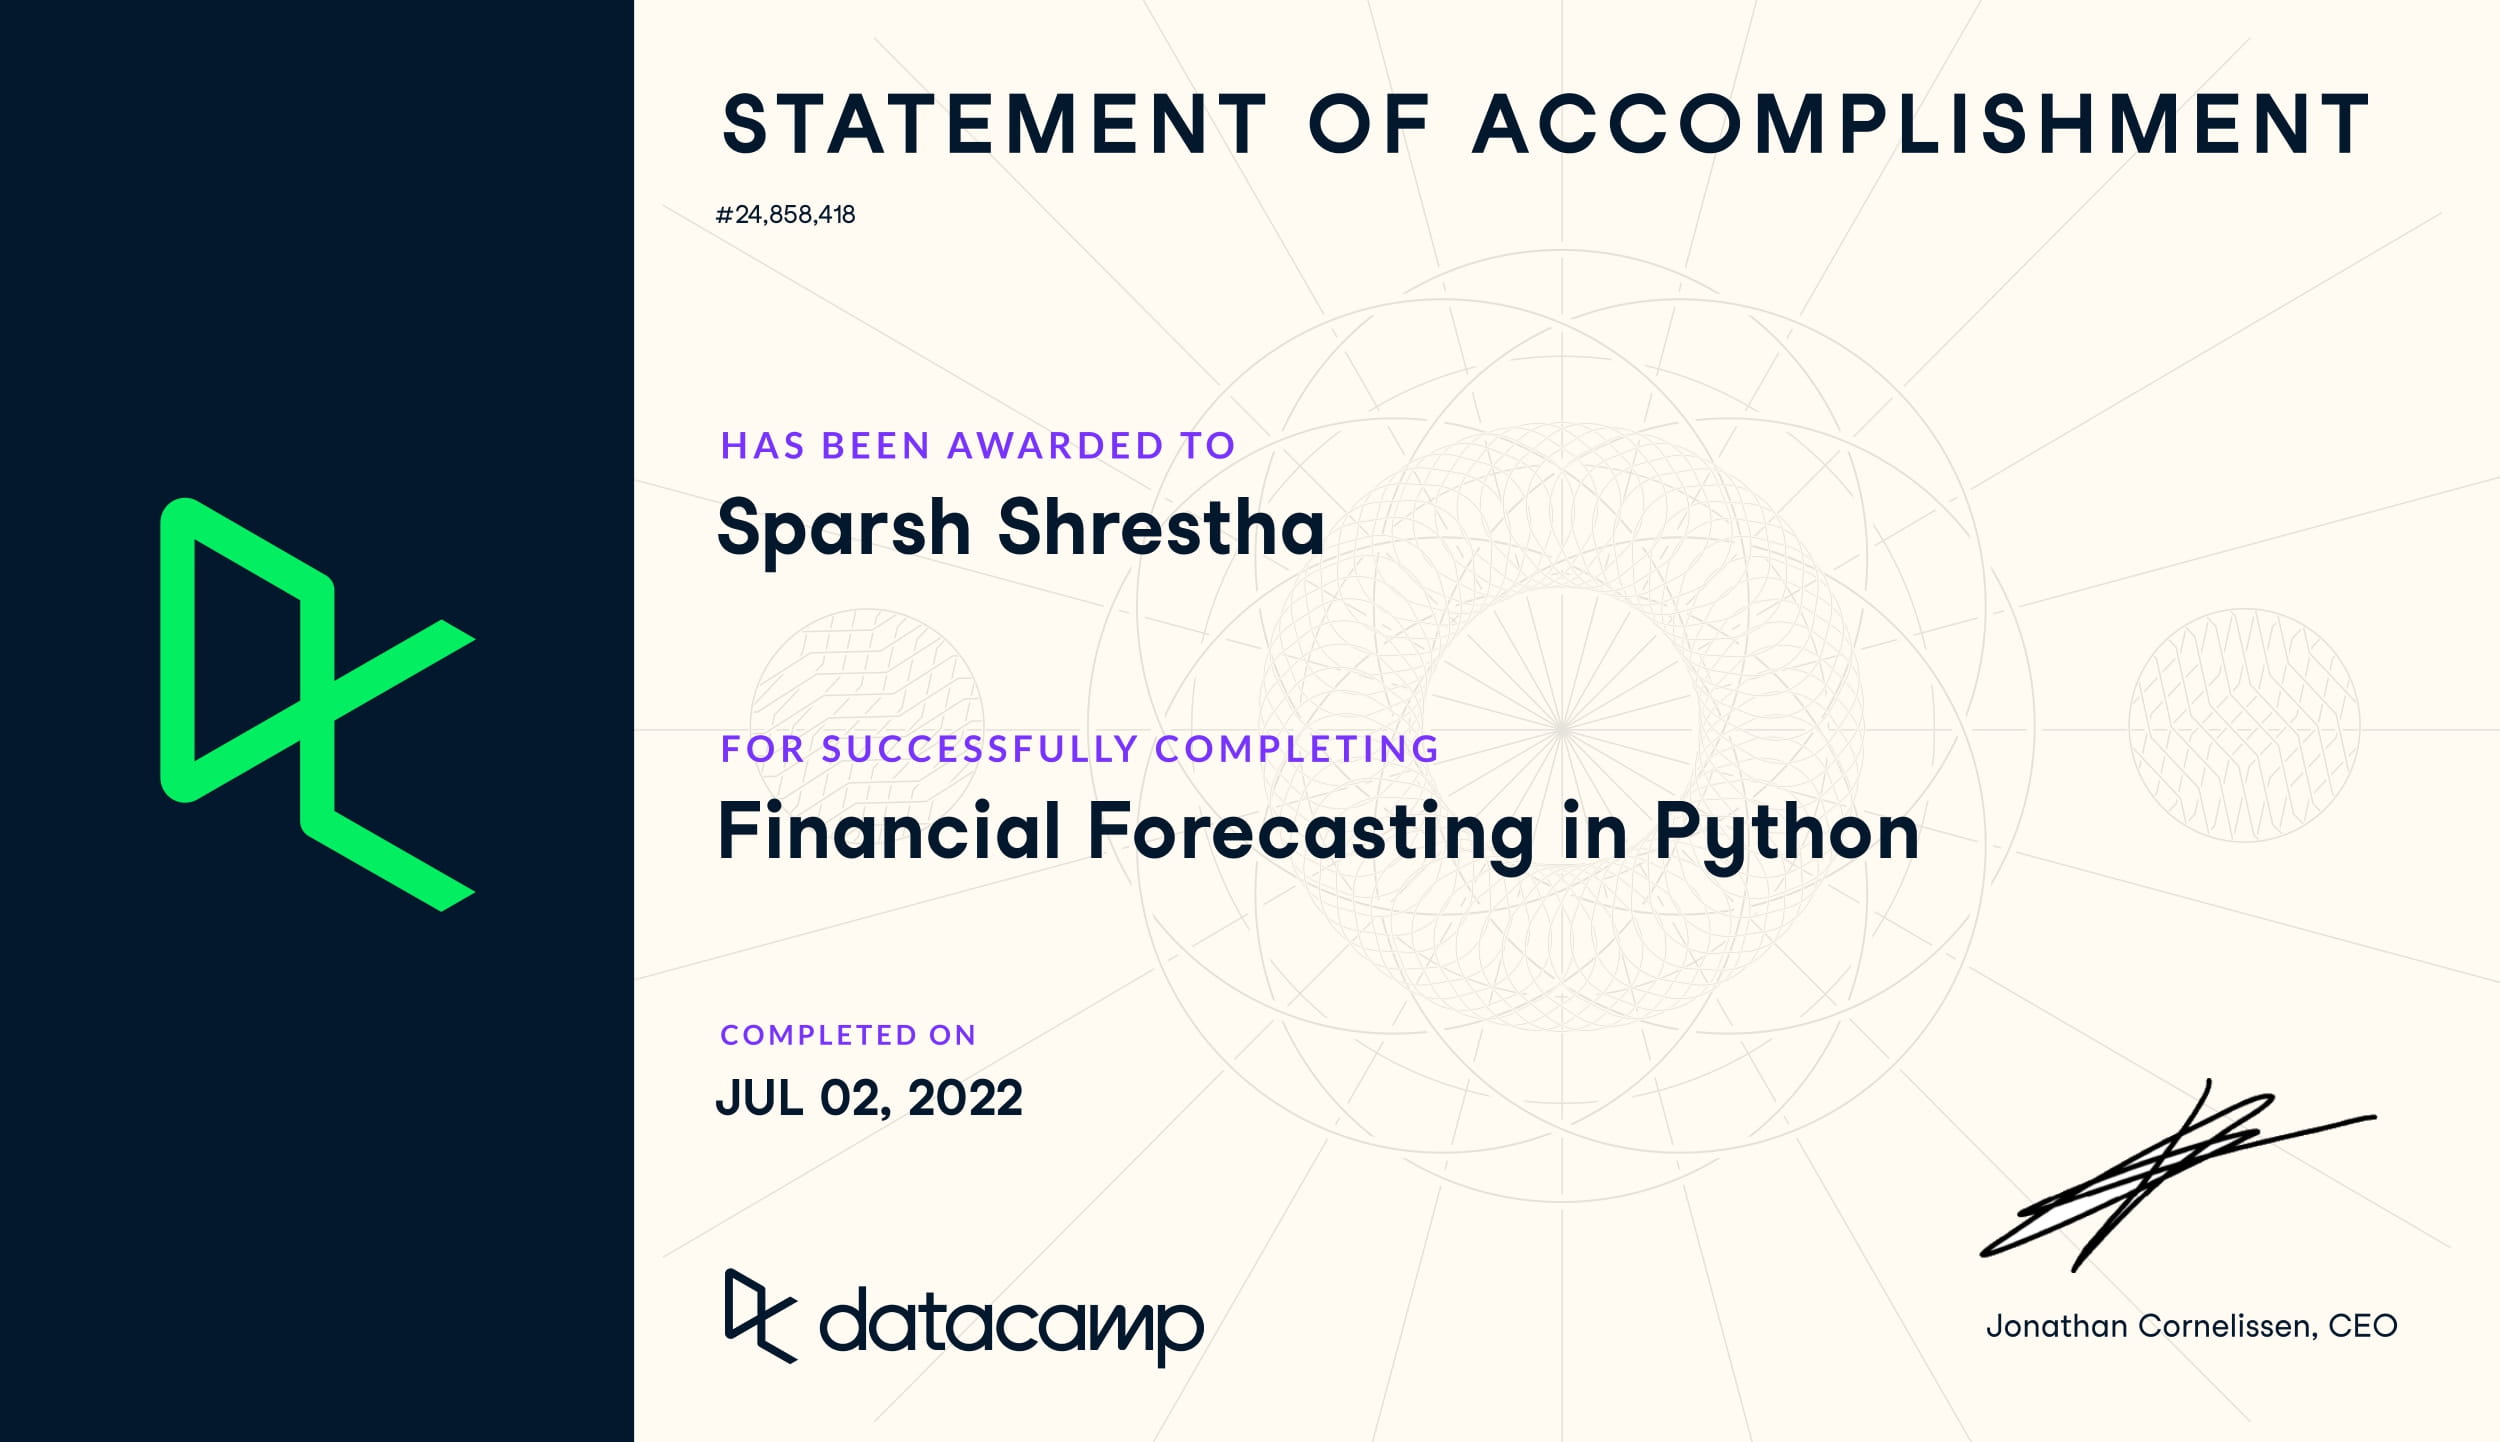 STATEMENT OF ACCOMPLISHMENT
#24,858,418
HAS BEEN AWARDED TO
Sparsh Shrestha
FOR SUCCESSFULLY COMPLETING
Financial Forecasting in Python
COMPLETED ON
JUL 02, 2022
datacamp
Jonathan Cornelissen, CEO